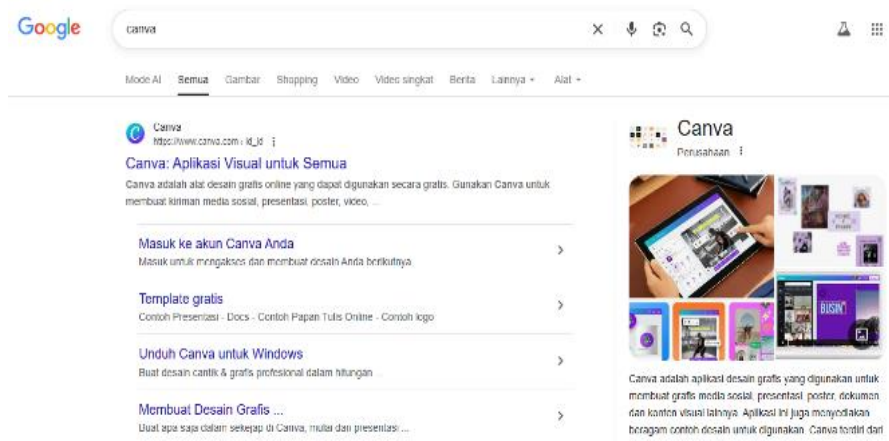 Google
canva
Mode AI Semua Gambar Shopping Video Video singkat Berita Lainnya Alat
Canva
https://www.canva.com › id_id
Canva: Aplikasi Visual untuk Semua
Canva adalah alat desain grafis online yang dapat digunakan secara gratis. Gunakan Canva untuk
membuat kiriman media sosial, presentasi, poster, video, ...
Masuk ke akun Canva Anda
Masuk untuk mengakses dan membuat desain Anda berikutnya
Template gratis
Contoh Presentasi - Docs - Contoh Papan Tulis Online - Contoh logo
Unduh Canva untuk Windows
Buat desain cantik & grafis profesional dalam hitungan ...
Membuat Desain Grafis ...
Buat apa saja dalam sekejap di Canva, mulai dari presentasi ...
Canva
Perusahaan
BUSIN
Canva adalah aplikasi desain grafis yang digunakan untuk
membuat grafis media sosial, presentasi, poster, dokumen
dan konten visual lainnya. Aplikasi ini juga menyediakan
beragam contoh desain untuk digunakan. Canva terdiri dari